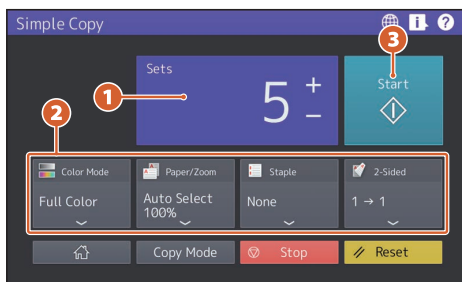 Simple Copy
i
?
3
Sets
5
+
−
Start
1
2
Color Mode
Paper/Zoom
Staple
2-Sided
Full Color
Auto Select
100%
None
1 → 1
Copy Mode
Stop
Reset